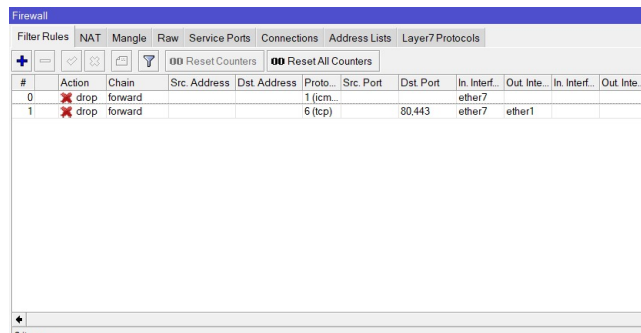 Firewall
Filter Rules NAT Mangle Raw Service Ports Connections Address Lists Layer7 Protocols
00 Reset Counters 00 Reset All Counters
# Action Chain Src. Address Dst. Address Proto... Src. Port Dst. Port In. Interf... Out. Inte... In. Interf... Out. Inte...
0 drop forward 1 (icm... ether7
1 drop forward 6 (tcp) 80,443 ether7 ether1